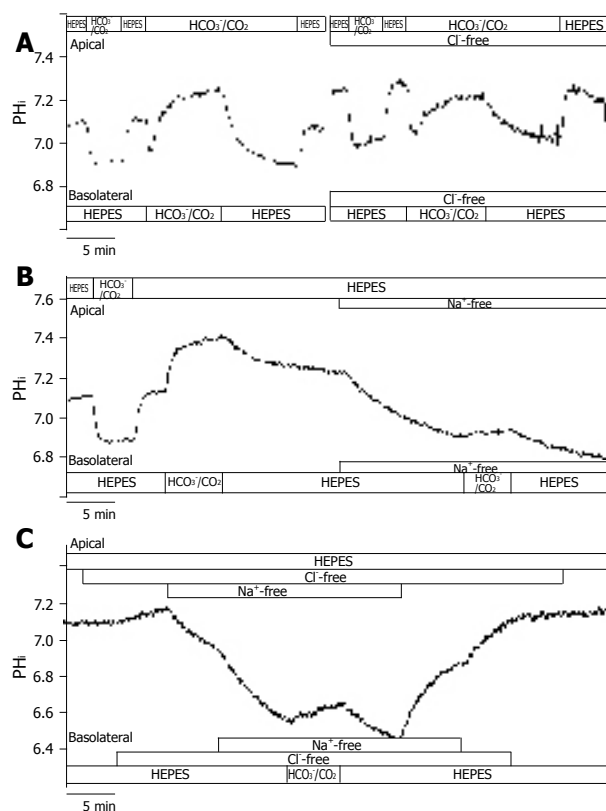 A
HEPES HCO₃⁻/CO₂ HEPES HCO₃⁻/CO₂ HEPES HEPES HCO₃⁻/CO₂ HEPES HCO₃⁻/CO₂ HEPES
Apical Cl⁻-free
7.4
7.2
7.0
6.8
PHi
Basolateral Cl⁻-free
HEPES HCO₃⁻/CO₂ HEPES HEPES HCO₃⁻/CO₂ HEPES
5 min
B
HEPES HCO₃⁻/CO₂ HEPES
7.6
Apical Na⁺-free
7.4
7.2
7.0
6.8
PHi
Basolateral Na⁺-free
HEPES HCO₃⁻/CO₂ HEPES HCO₃⁻/CO₂ HEPES
5 min
C
Apical
HEPES
Cl⁻-free
Na⁺-free
7.2
7.0
6.6
6.4
PHi
Basolateral Na⁺-free
Cl⁻-free
HEPES HCO₃⁻/CO₂ HEPES
5 min